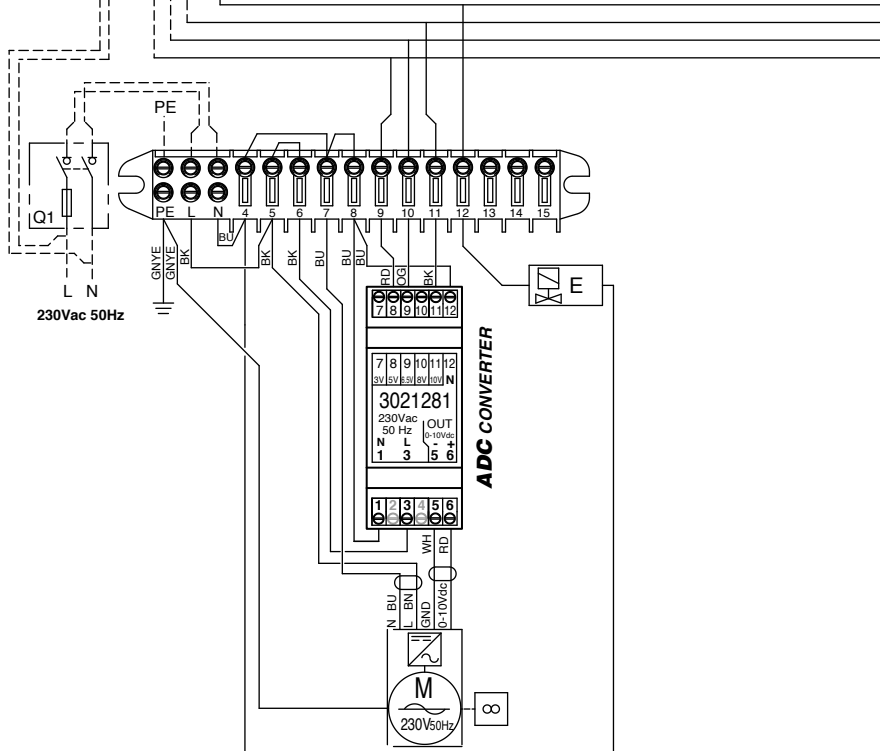 PE
Q1
PE L N 4 5 6 7 8 9 10 11 12 13 14 15
BU
GNYE
GNYE
BK
BK
BK
BU
BU
BU
RD
OG
BK
L N
230Vac 50Hz
E
7 8 9 10 11 12
7 8 9 10 11 12
3V 5V 6.5V 8V 10V N
3021281
230Vac
50 Hz
OUT
0-10Vdc
N L - +
1 3 5 6
ADC CONVERTER
1 2 3 4 5 6
WH
RD
N BU
L BN
GND
0-10Vdc
M
230V50Hz
8